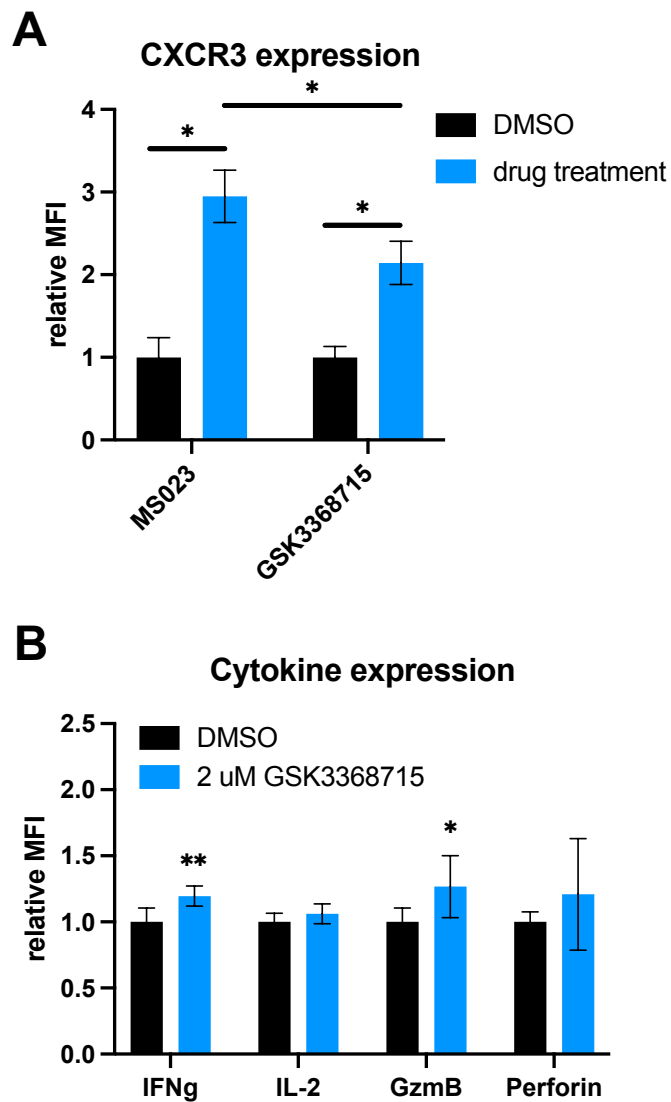 A
CXCR3 expression
*
*
*
DMSO
drug treatment
relative MFI
4
3
2
1
0
MS023
GSK3368715
B
Cytokine expression
DMSO
2 uM GSK3368715
relative MFI
2.5
2.0
1.5
1.0
0.5
0.0
**
*
IFNg IL-2 GzmB Perforin